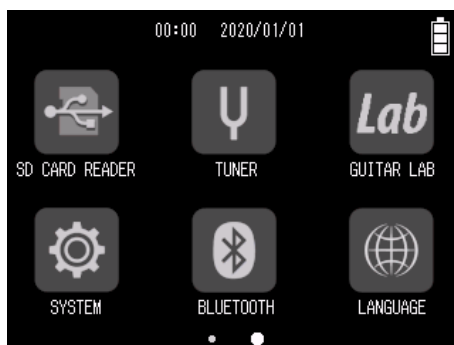 00:00 2020/01/01
Lab
SD CARD READER TUNER GUITAR LAB
SYSTEM BLUETOOTH LANGUAGE